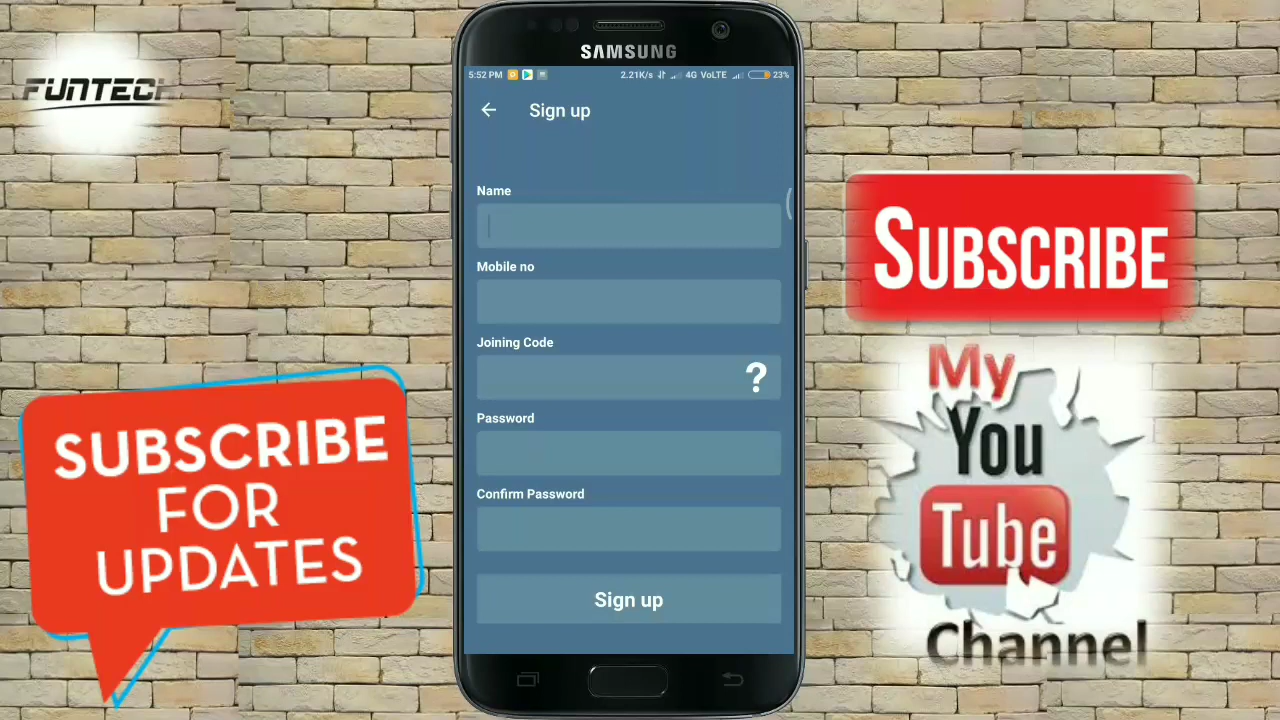 FUNTECH
SAMSUNG
5:52 PM 2.21K/s 4G VoLTE 23%
Sign up
Name
Mobile no
Joining Code
?
Password
Confirm Password
Sign up
SUBSCRIBE
FOR
UPDATES
SUBSCRIBE
My
You
Tube
Channel